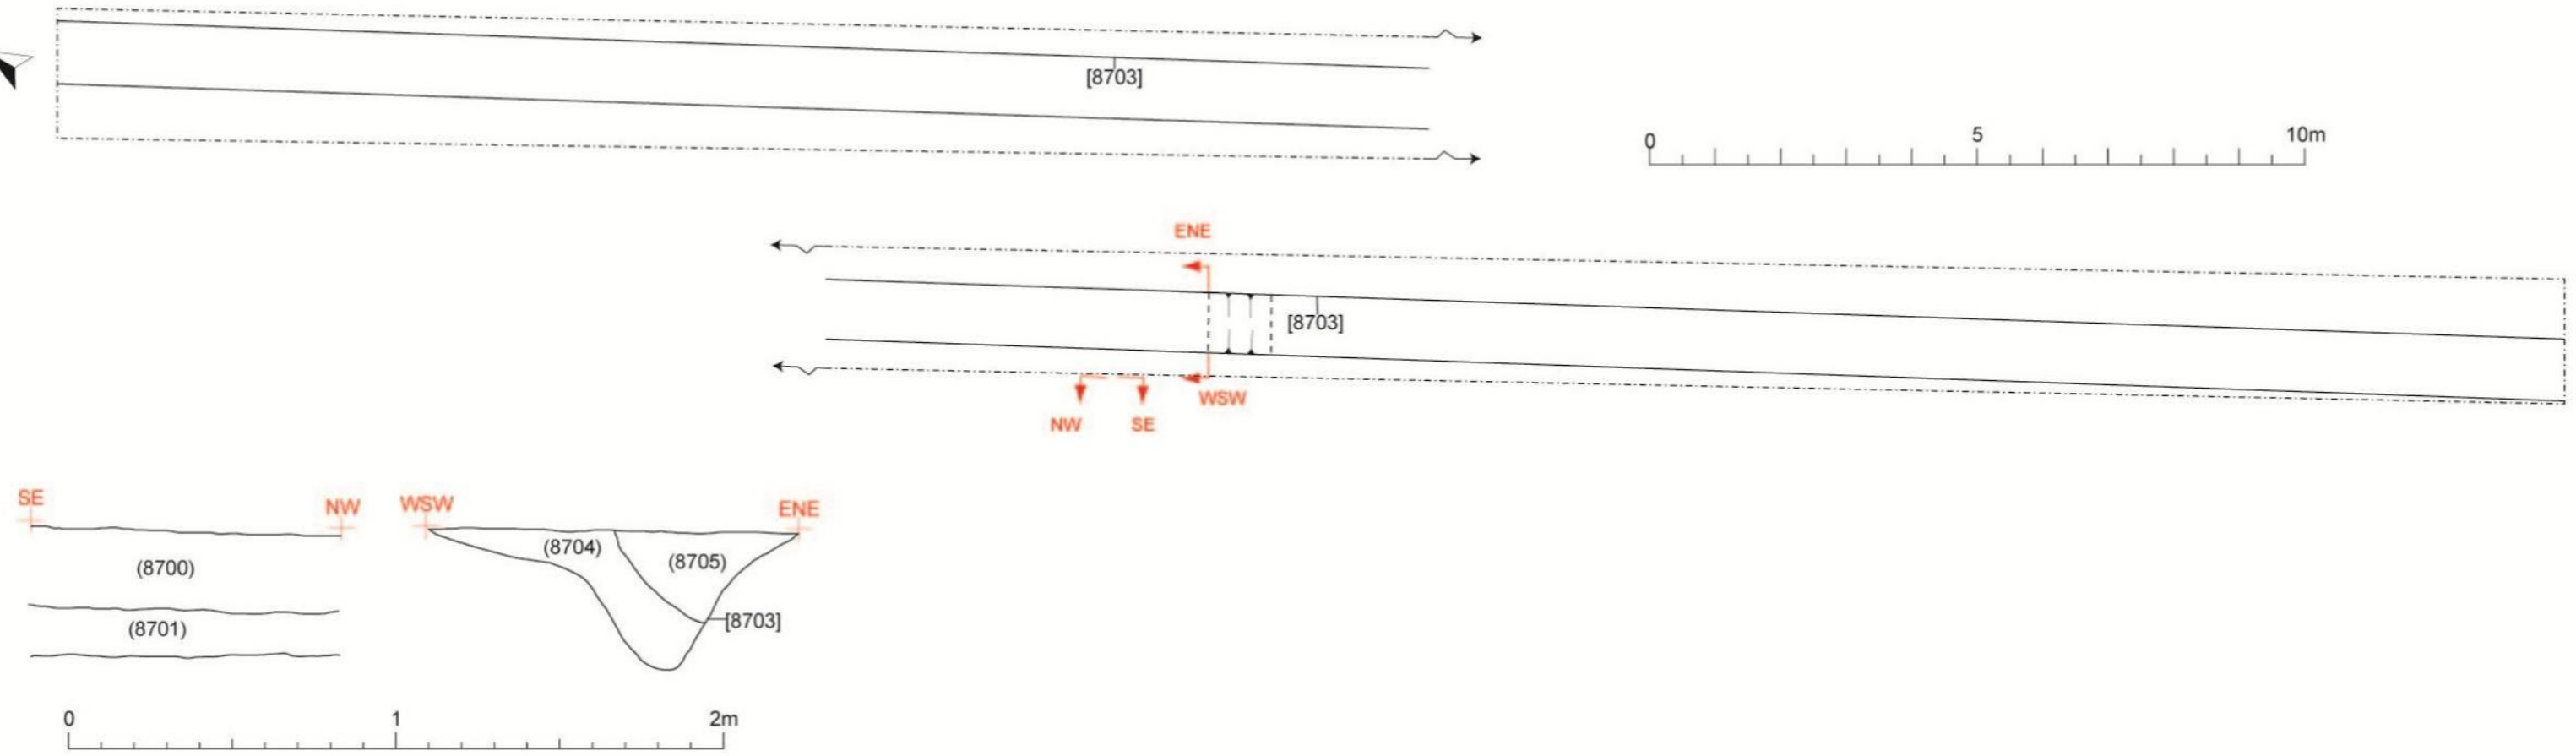 [8703]
0 5 10m
ENE
[8703]
WSW
NW SE
SE NW WSW ENE
(8704) (8705)
(8700)
[8703]
(8701)
0 1 2m